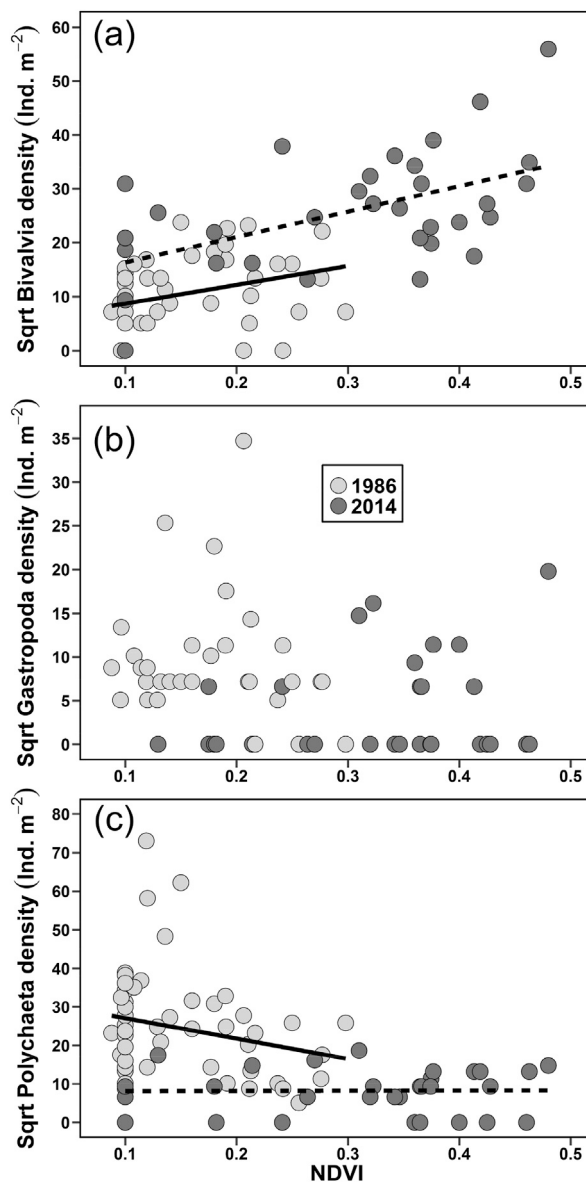 (a)
Sqrt Bivalvia density (Ind. m⁻²)
60
50
40
30
20
10
0
0.1 0.2 0.3 0.4 0.5
(b)
Sqrt Gastropoda density (Ind. m⁻²)
35
30
25
20
15
10
5
0
1986
2014
0.1 0.2 0.3 0.4 0.5
(c)
Sqrt Polychaeta density (Ind. m⁻²)
80
70
60
50
40
30
20
10
0
0.1 0.2 0.3 0.4 0.5
NDVI